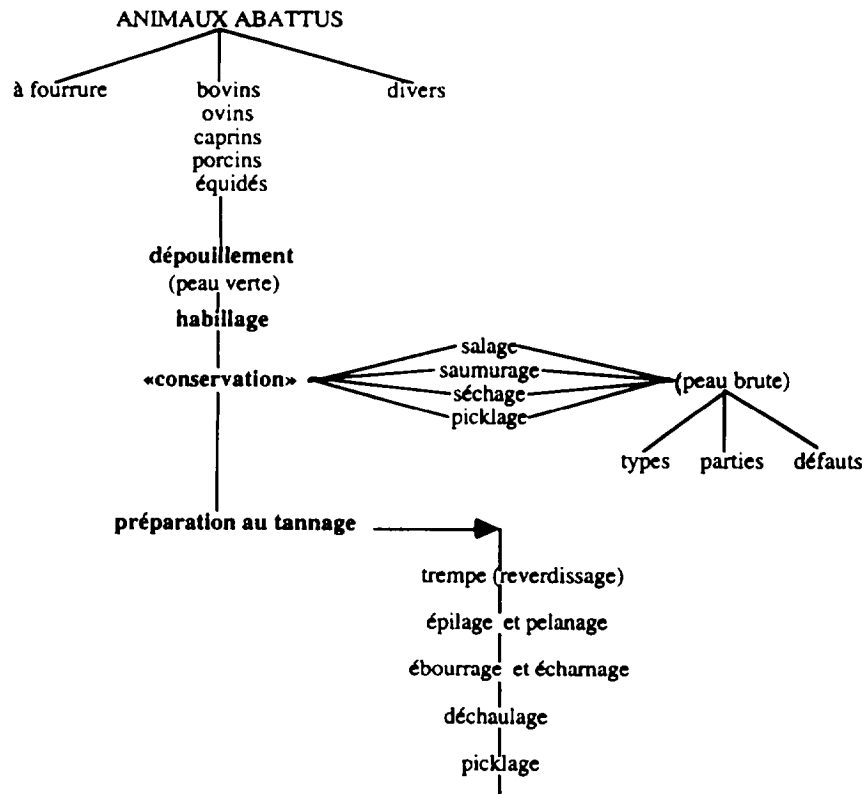 ANIMAUX ABATTUS
à fourrure
bovins
divers
ovins
caprins
porcins
équidés
dépouillement
(peau verte)
habillage
salage
saumurage
«conservation»
(peau brute)
séchage
picklage
types
parties
défauts
préparation au tannage
trempe (reverdissage)
épilage et pelanage
ébourrage et écharnage
déchaulage
picklage